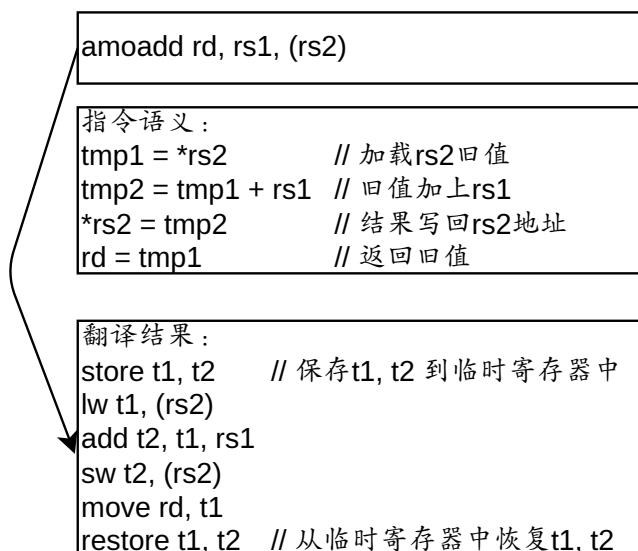 amoadd rd, rs1, (rs2)
指令语义：
tmp1 = *rs2 // 加载rs2旧值
tmp2 = tmp1 + rs1 // 旧值加上rs1
*rs2 = tmp2 // 结果写回rs2地址
rd = tmp1 // 返回旧值
翻译结果：
store t1, t2 // 保存t1, t2 到临时寄存器中
lw t1, (rs2)
add t2, t1, rs1
sw t2, (rs2)
move rd, t1
restore t1, t2 // 从临时寄存器中恢复t1, t2